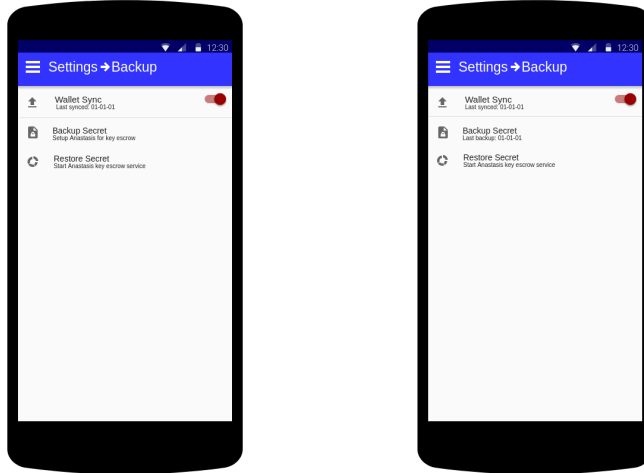 12:30
Settings ➔Backup
Wallet Sync
Last synced: 01-01-01
Backup Secret
Setup Anastasis for key escrow
Restore Secret
Start Anastasis key escrow service
12:30
Settings ➔Backup
Wallet Sync
Last synced: 01-01-01
Backup Secret
Last backup: 01-01-01
Restore Secret
Start Anastasis key escrow service